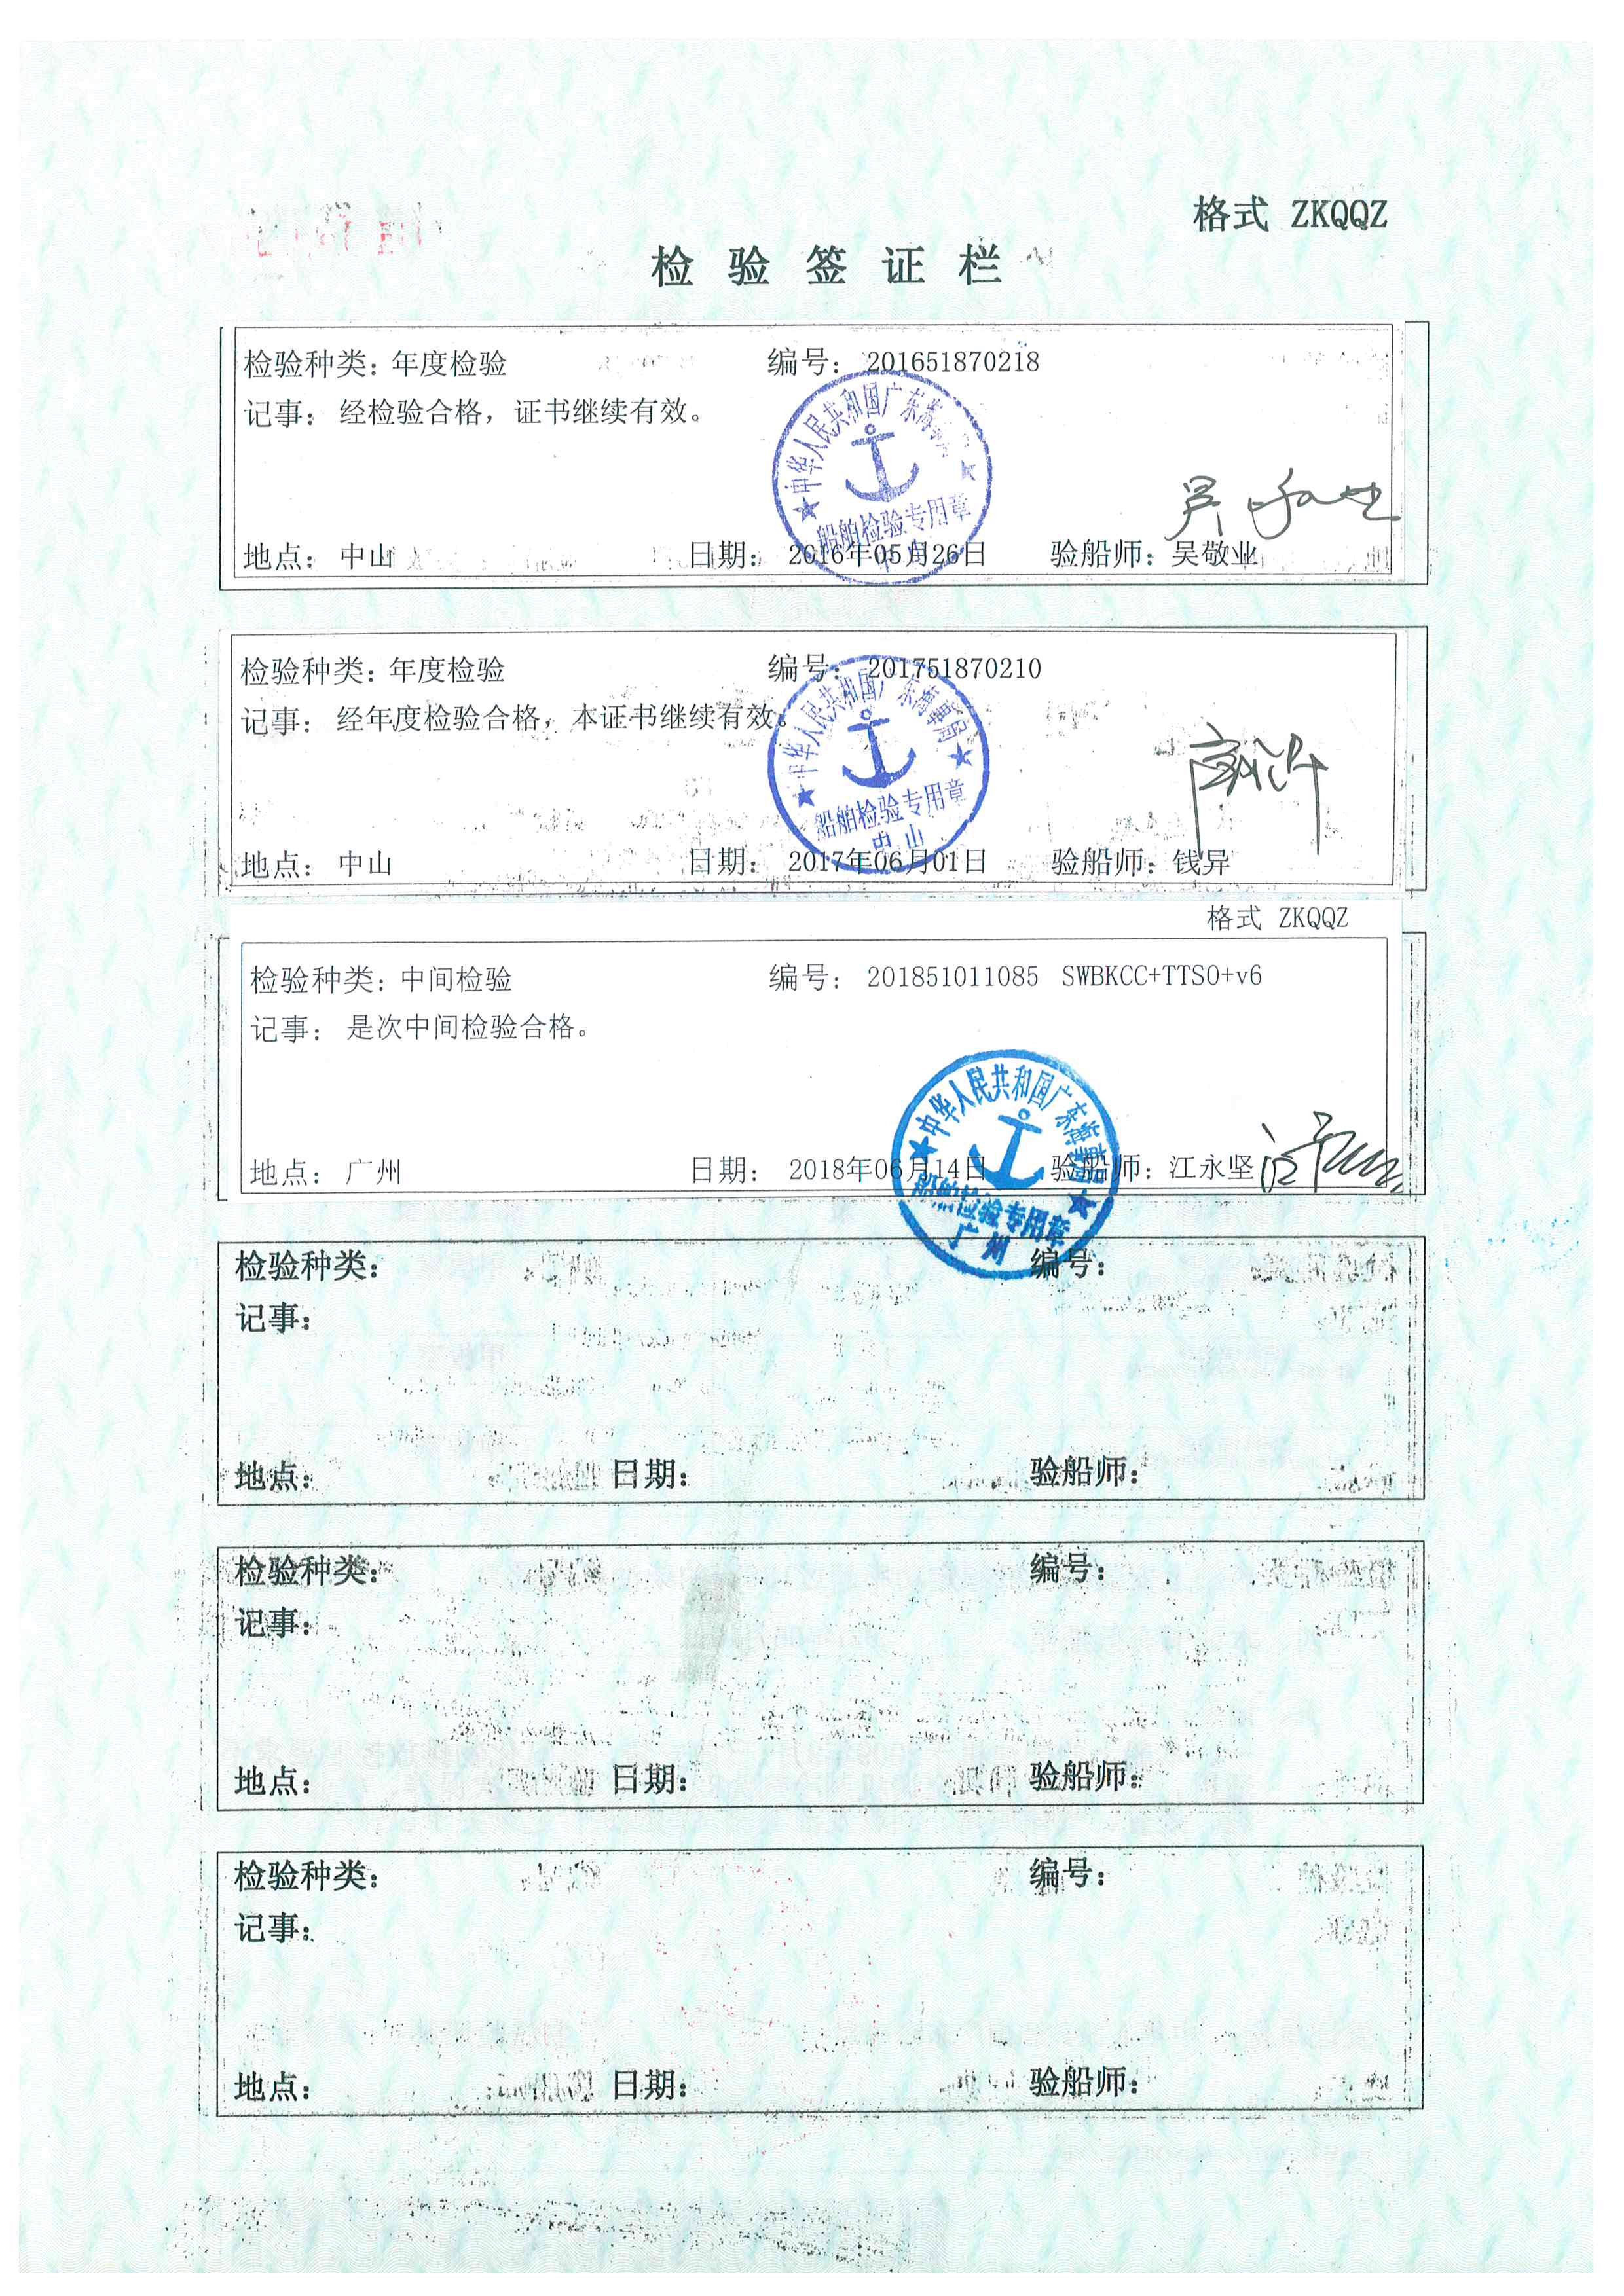 格式 ZKQQZ
检验签证栏
检验种类：年度检验 编号：201651870218
记事：经检验合格，证书继续有效。
中华人民共和国广东海事局
船舶检验专用章
中山
地点：中山 日期：2016年05月26日 验船师：吴敬业
检验种类：年度检验 编号：201751870210
记事：经年度检验合格，本证书继续有效。
中华人民共和国广东海事局
船舶检验专用章
中山
地点：中山 日期：2017年06月01日 验船师：钱异
格式 ZKQQZ
检验种类：中间检验 编号：201851011085 SWBKCC+TTSO+v6
记事：是次中间检验合格。
中华人民共和国广东海事局
地点：广州 日期：2018年06月14日 验船师：江永坚
船舶检验专用章
广州
检验种类： 编号：
记事：
地点： 日期： 验船师：
检验种类： 编号：
记事：
地点： 日期： 验船师：
检验种类： 编号：
记事：
地点： 日期： 验船师：